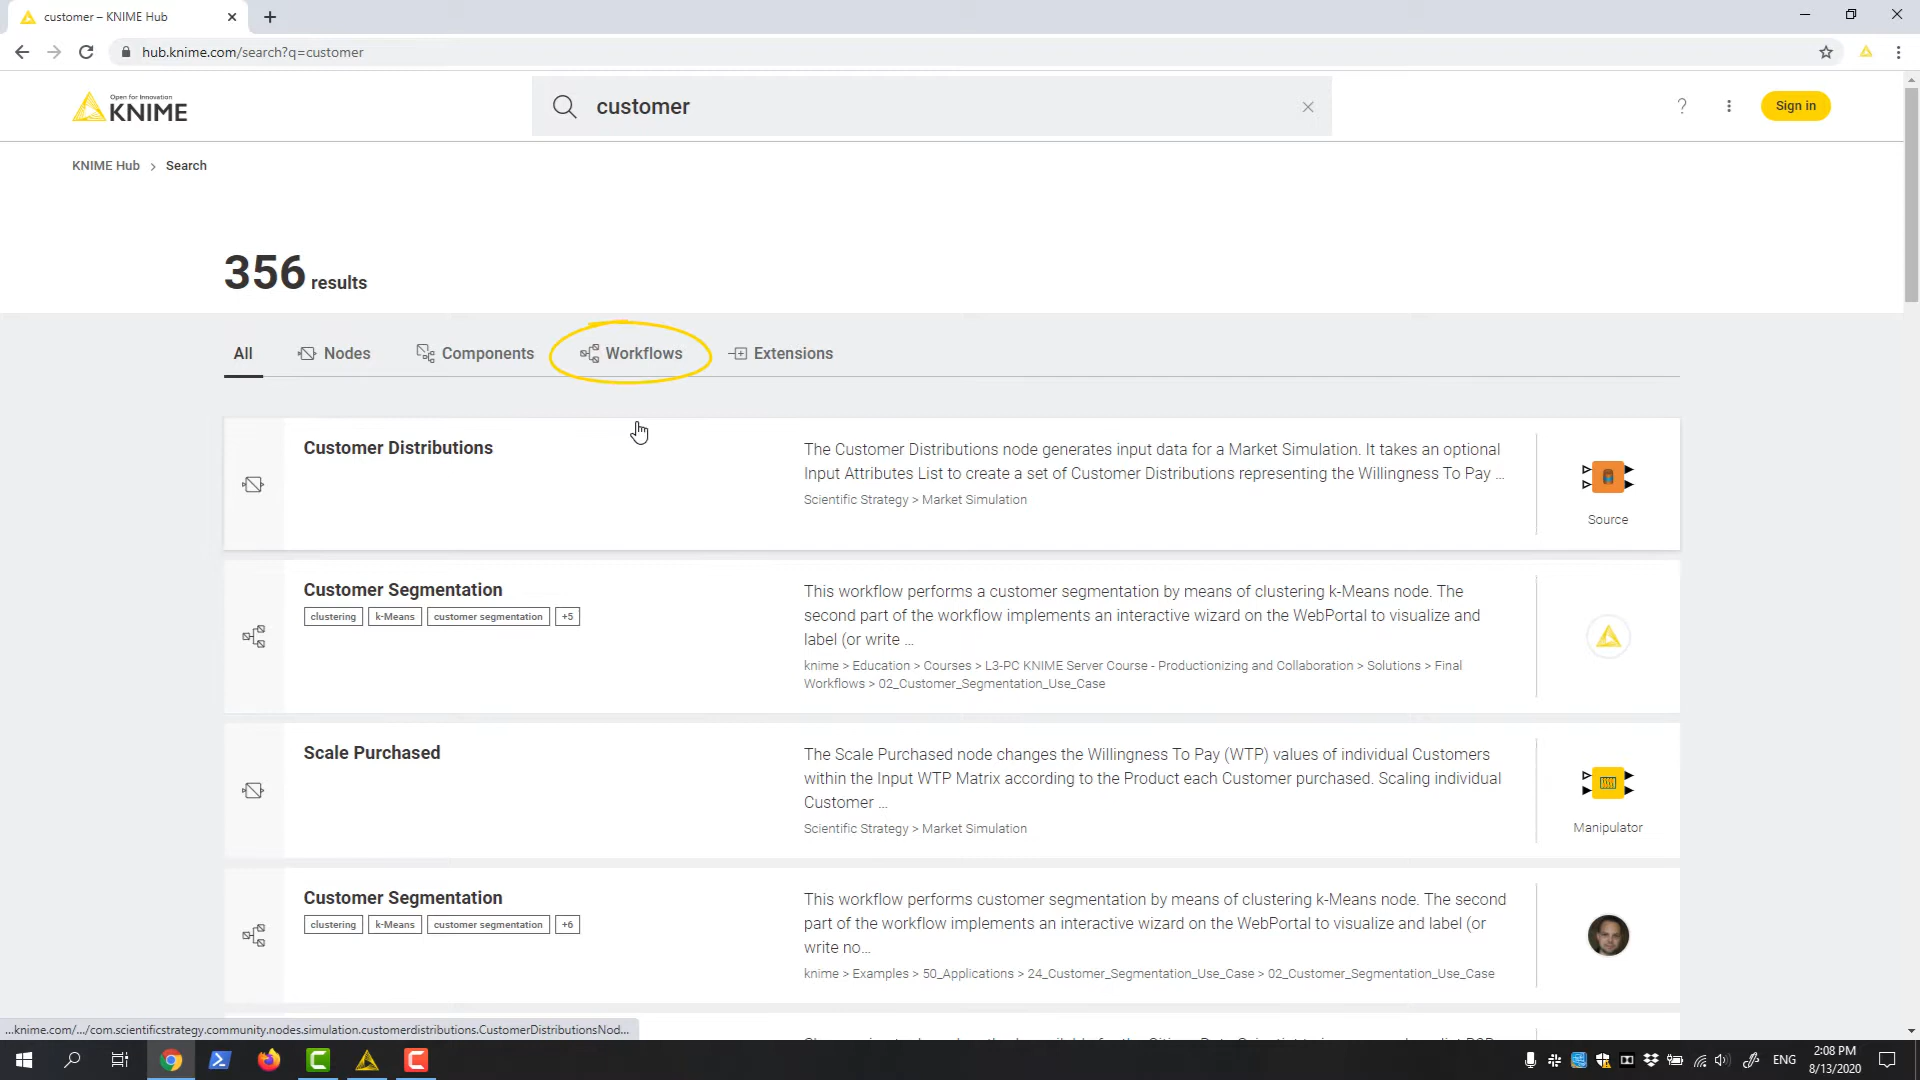 customer – KNIME Hub
hub.knime.com/search?q=customer
Open for Innovation
KNIME
customer
?
Sign in
KNIME Hub > Search
356 results
All
Nodes
Components
Workflows
Extensions
Customer Distributions
The Customer Distributions node generates input data for a Market Simulation. It takes an optional
Input Attributes List to create a set of Customer Distributions representing the Willingness To Pay ...
Scientific Strategy > Market Simulation
Source
Customer Segmentation
clustering
k-Means
customer segmentation
+5
This workflow performs a customer segmentation by means of clustering k-Means node. The
second part of the workflow implements an interactive wizard on the WebPortal to visualize and
label (or write ...
knime > Education > Courses > L3-PC KNIME Server Course - Productionizing and Collaboration > Solutions > Final
Workflows > 02_Customer_Segmentation_Use_Case
Scale Purchased
The Scale Purchased node changes the Willingness To Pay (WTP) values of individual Customers
within the Input WTP Matrix according to the Product each Customer purchased. Scaling individual
Customer ...
Scientific Strategy > Market Simulation
Manipulator
Customer Segmentation
clustering
k-Means
customer segmentation
+6
This workflow performs customer segmentation by means of clustering k-Means node. The second
part of the workflow implements an interactive wizard on the WebPortal to visualize and label (or
write no...
knime > Examples > 50_Applications > 24_Customer_Segmentation_Use_Case > 02_Customer_Segmentation_Use_Case
...knime.com/.../com.scientificstrategy.community.nodes.simulation.customerdistributions.CustomerDistributionsNod...
ENG
2:08 PM
8/13/2020